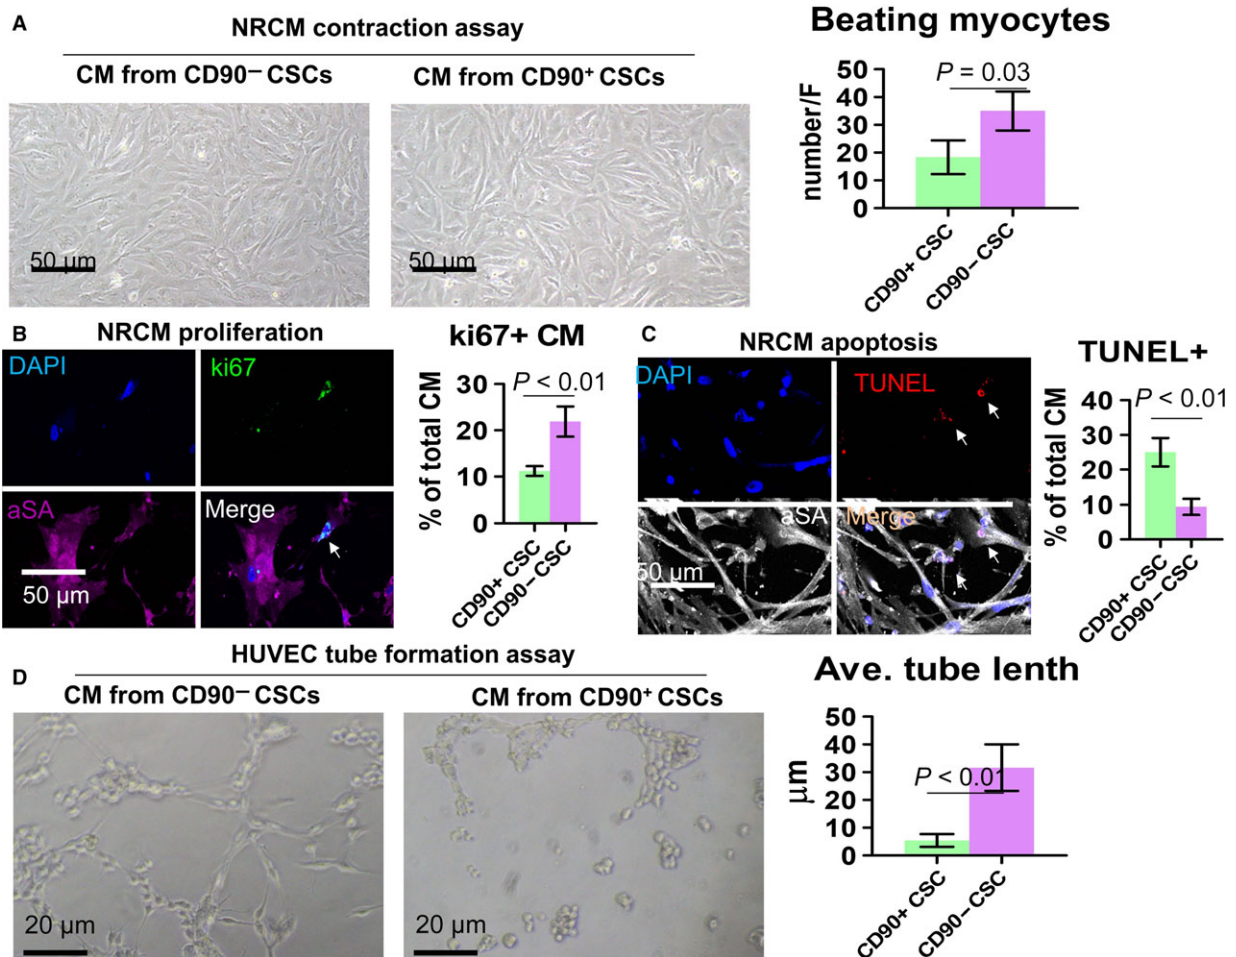 A
NRCM contraction assay
CM from CD90⁻ CSCs
CM from CD90⁺ CSCs
50 μm
50 μm
Beating myocytes
number/F
50
40
30
20
10
0
P = 0.03
CD90+ CSC
CD90− CSC
B
NRCM proliferation
DAPI
ki67
aSA
Merge
50 μm
ki67+ CM
% of total CM
30
20
10
0
P < 0.01
CD90+ CSC
CD90− CSC
C
NRCM apoptosis
DAPI
TUNEL
aSA
Merge
50 μm
TUNEL+
% of total CM
40
30
20
10
0
P < 0.01
CD90+ CSC
CD90− CSC
D
HUVEC tube formation assay
CM from CD90⁻ CSCs
CM from CD90⁺ CSCs
20 μm
20 μm
Ave. tube lenth
μm
50
40
30
20
10
0
P < 0.01
CD90+ CSC
CD90− CSC